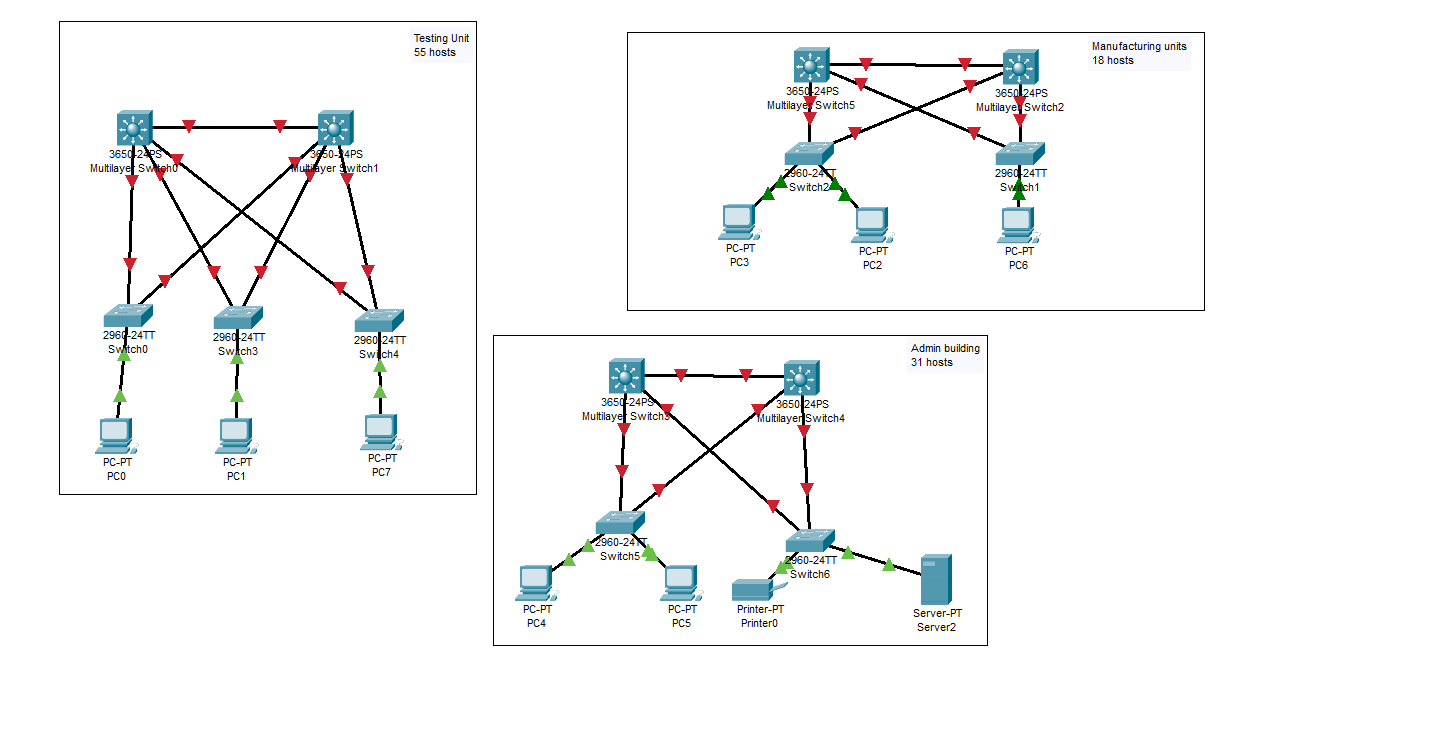 Testing Unit
55 hosts
3650-24PS
Multilayer Switch0
3650-24PS
Multilayer Switch1
2960-24TT
Switch0
2960-24TT
Switch3
2960-24TT
Switch4
PC-PT
PC0
PC-PT
PC1
PC-PT
PC7
Manufacturing units
18 hosts
3650-24PS
Multilayer Switch5
3650-24PS
Multilayer Switch2
2960-24TT
Switch2
2960-24TT
Switch1
PC-PT
PC3
PC-PT
PC2
PC-PT
PC6
Admin building
31 hosts
3650-24PS
Multilayer Switch3
3650-24PS
Multilayer Switch4
2960-24TT
Switch5
2960-24TT
Switch6
PC-PT
PC4
PC-PT
PC5
Printer-PT
Printer0
Server-PT
Server2